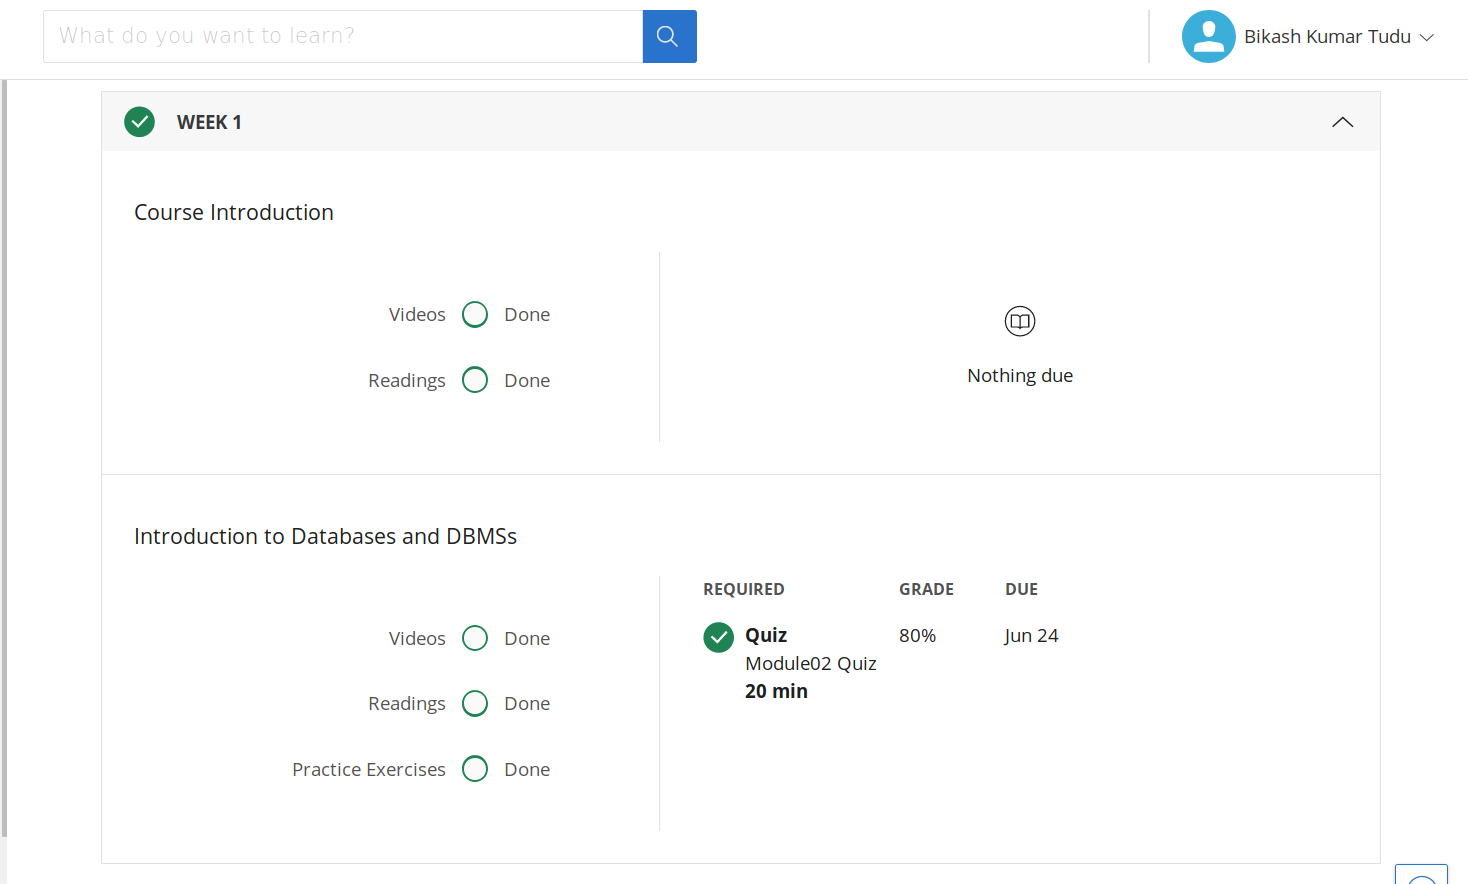 What do you want to learn?
Bikash Kumar Tudu
WEEK 1
Course Introduction
Videos Done
Readings Done
Nothing due
Introduction to Databases and DBMSs
Videos Done
Readings Done
Practice Exercises Done
REQUIRED GRADE DUE
Quiz 80% Jun 24
Module02 Quiz
20 min